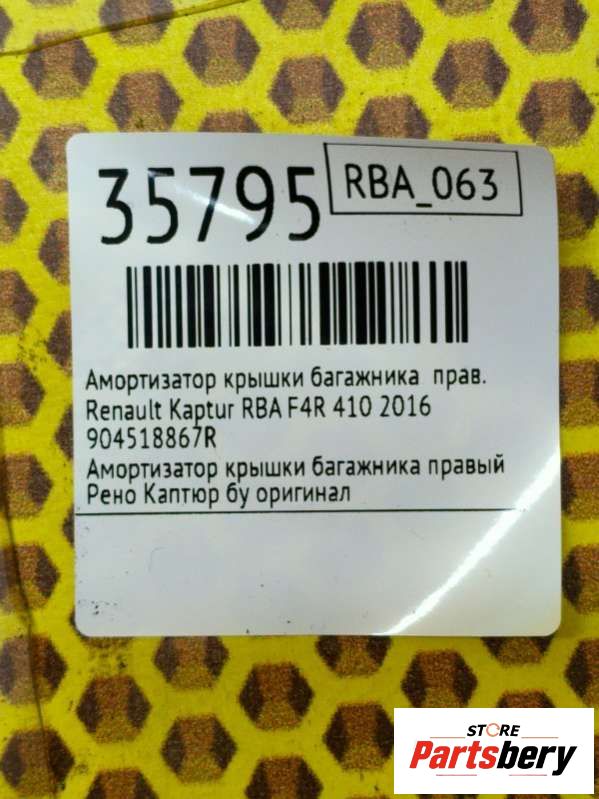 35795
RBA_063
Амортизатор крышки багажника прав.
Renault Kaptur RBA F4R 410 2016
904518867R
Амортизатор крышки багажника правый
Рено Каптюр бу оригинал
STORE
Partsbery